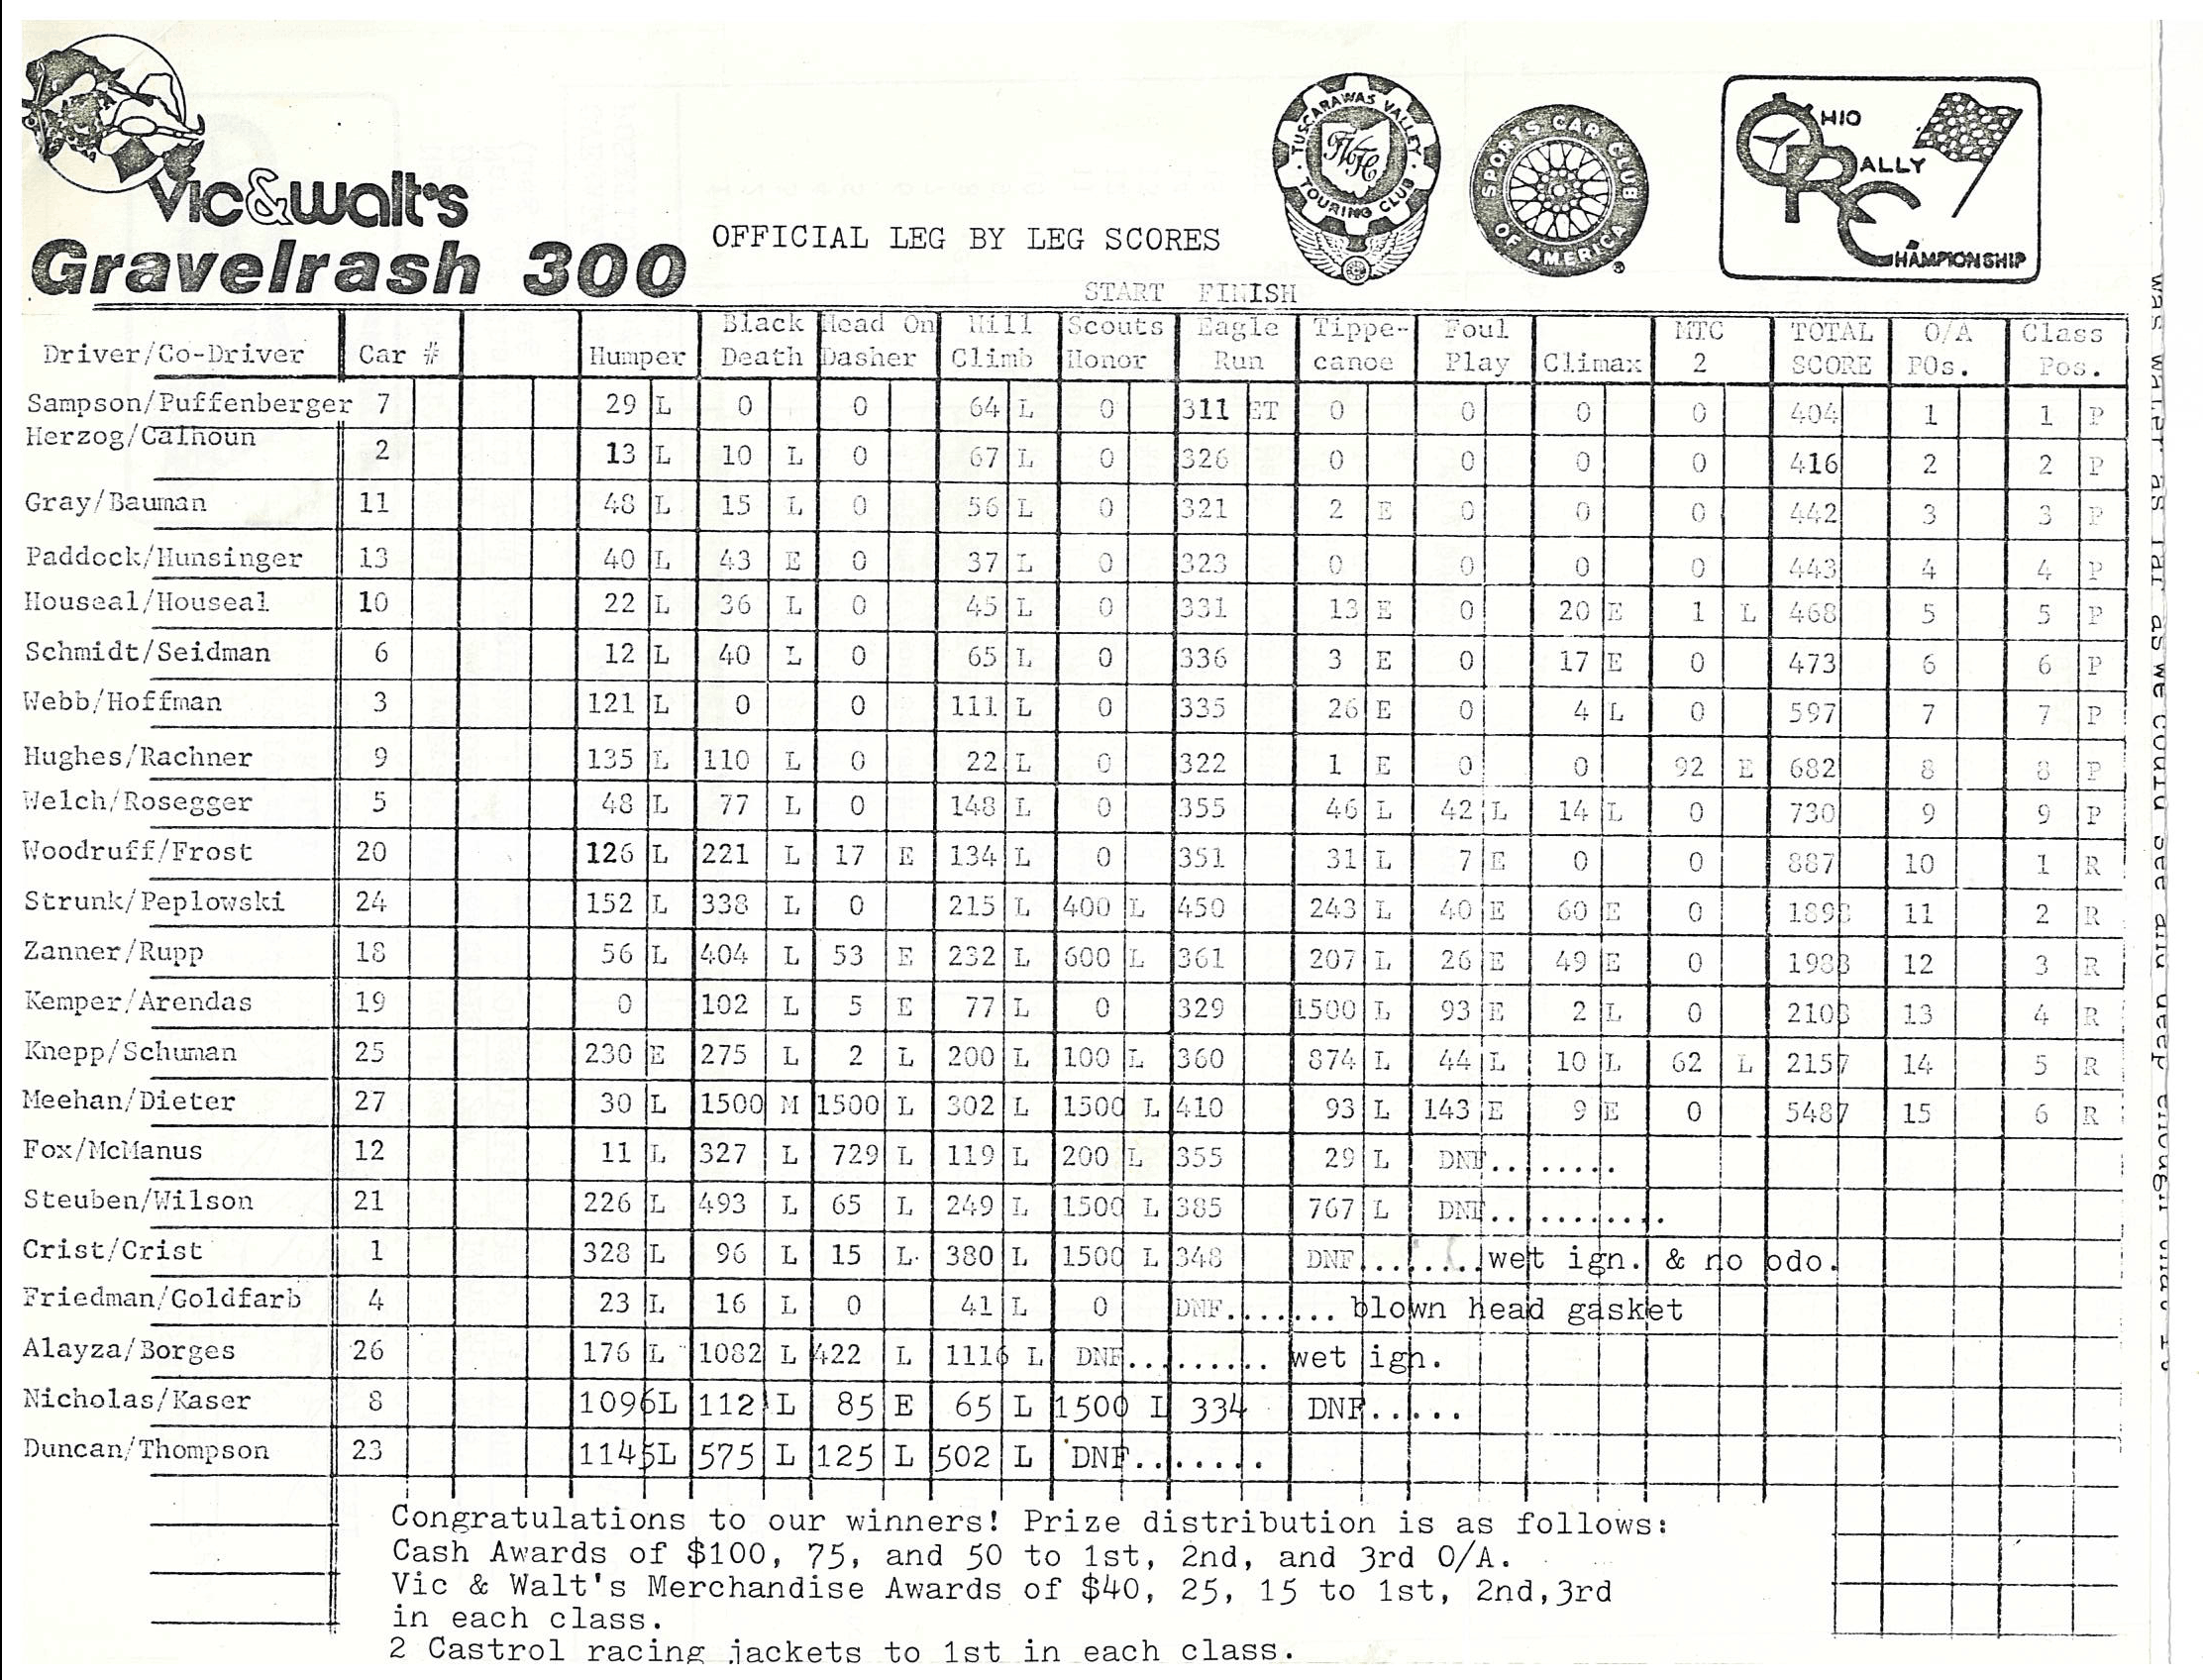 Vic&Walt's
Gravelrash 300
OFFICIAL LEG BY LEG SCORES
TUSCARAWAS VALLEY TOURING CLUB
SPORTS CAR CLUB OF AMERICA ®
OHIO RALLY CHAMPIONSHIP
START FINISH
Driver/Co-Driver Car # Humper Black Death Head On Dasher Hill Climb Scouts Honor Eagle Run Tippe-canoe Foul Play Climax MTC 2 TOTAL SCORE O/A POs. Class Pos.
Sampson/Puffenberger 7 29 L 0 0 64 L 0 311 ET 0 0 0 0 404 1 1 P
Herzog/Calhoun 2 13 L 10 L 0 67 L 0 326 0 0 0 0 416 2 2 P
Gray/Bauman 11 48 L 15 L 0 56 L 0 321 2 E 0 0 0 442 3 3 P
Paddock/Hunsinger 13 40 L 43 E 0 37 L 0 323 0 0 0 0 443 4 4 P
Houseal/Houseal 10 22 L 36 L 0 45 L 0 331 13 E 0 20 E 1 L 468 5 5 P
Schmidt/Seidman 6 12 L 40 L 0 65 L 0 336 3 E 0 17 E 0 473 6 6 P
Webb/Hoffman 3 121 L 0 0 111 L 0 335 26 E 0 4 L 0 597 7 7 P
Hughes/Rachner 9 135 L 110 L 0 22 L 0 322 1 E 0 0 92 E 682 8 8 P
Welch/Rosegger 5 48 L 77 L 0 148 L 0 355 46 L 42 L 14 L 0 730 9 9 P
Woodruff/Frost 20 126 L 221 L 17 E 134 L 0 351 31 L 7 E 0 0 887 10 1 R
Strunk/Peplowski 24 152 L 338 L 0 215 L 400 L 450 243 L 40 E 60 E 0 1898 11 2 R
Zanner/Rupp 18 56 L 404 L 53 E 232 L 600 L 361 207 L 26 E 49 E 0 1988 12 3 R
Kemper/Arendas 19 0 102 L 5 E 77 L 0 329 1500 L 93 E 2 L 0 2108 13 4 R
Knepp/Schuman 25 230 E 275 L 2 L 200 L 100 L 360 874 L 44 L 10 L 62 L 2157 14 5 R
Meehan/Dieter 27 30 L 1500 M 1500 L 302 L 1500 L 410 93 L 143 E 9 E 0 5487 15 6 R
Fox/McManus 12 11 L 327 L 729 L 119 L 200 L 355 29 L DNF........
Steuben/Wilson 21 226 L 493 L 65 L 249 L 1500 L 385 767 L DNF...........
Crist/Crist 1 328 L 96 L 15 L 380 L 1500 L 348 DNF........wet ign. & no odo.
Friedman/Goldfarb 4 23 L 16 L 0 41 L 0 DNF....... blown head gasket
Alayza/Borges 26 176 L 1082 L 422 L 1116 L DNF......... wet ign.
Nicholas/Kaser 8 1096L 112 L 85 E 65 L 1500 L 334 DNF.....
Duncan/Thompson 23 1145L 575 L 125 L 502 L DNF.......
Congratulations to our winners! Prize distribution is as follows:
Cash Awards of $100, 75, and 50 to 1st, 2nd, and 3rd O/A.
Vic & Walt's Merchandise Awards of $40, 25, 15 to 1st, 2nd,3rd
in each class.
2 Castrol racing jackets to 1st in each class.
was water as far as we could see and deep enough that